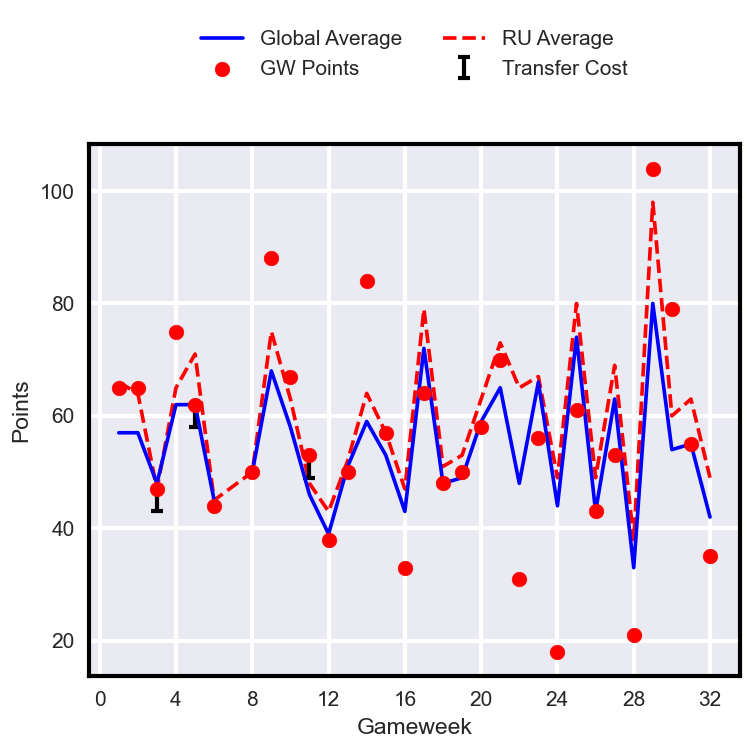 Global Average
RU Average
GW Points
Transfer Cost
100
80
60
40
20
Points
0 4 8 12 16 20 24 28 32
Gameweek